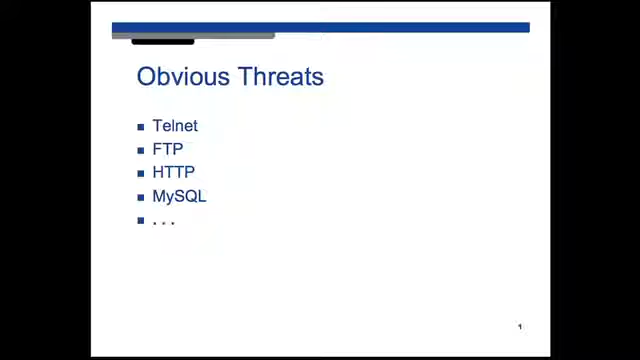 Obvious Threats
Telnet
FTP
HTTP
MySQL
. . .
1